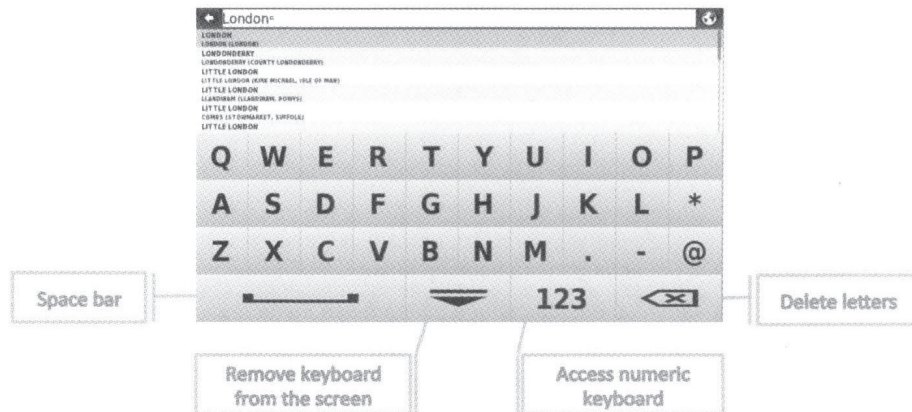 London
LONDON
LONDON (LONDON)
LONDONDERRY
LONDONDERRY (COUNTY LONDONDERRY)
LITTLE LONDON
LITTLE LONDON (KIRK MICHAEL, ISLE OF MAN)
LITTLE LONDON
LLANDINAM (LLANDINAM, POWYS)
LITTLE LONDON
COMBS (STOWMARKET, SUFFOLK)
LITTLE LONDON
Q W E R T Y U I O P
A S D F G H J K L *
Z X C V B N M . - @
Space bar
123
Delete letters
Remove keyboard
from the screen
Access numeric
keyboard